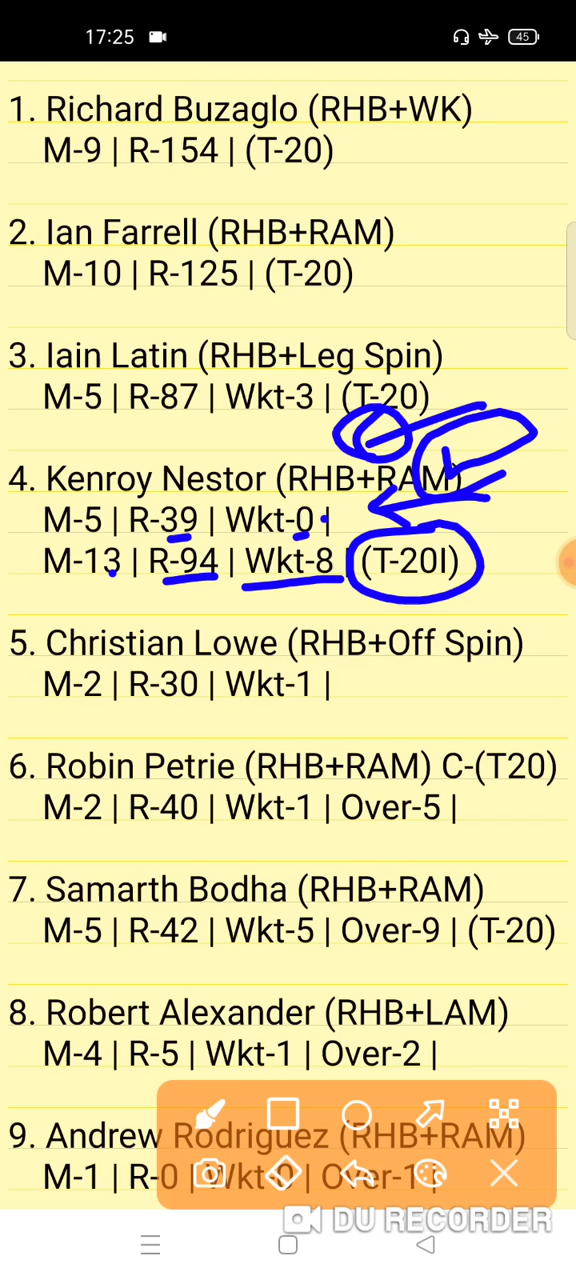 17:25
45
1. Richard Buzaglo (RHB+WK)
M-9 | R-154 | (T-20)
2. Ian Farrell (RHB+RAM)
M-10 | R-125 | (T-20)
3. Iain Latin (RHB+Leg Spin)
M-5 | R-87 | Wkt-3 | (T-20)
4. Kenroy Nestor (RHB+RAM)
M-5 | R-39 | Wkt-0 |
M-13 | R-94 | Wkt-8 | (T-20I)
5. Christian Lowe (RHB+Off Spin)
M-2 | R-30 | Wkt-1 |
6. Robin Petrie (RHB+RAM) C-(T20)
M-2 | R-40 | Wkt-1 | Over-5 |
7. Samarth Bodha (RHB+RAM)
M-5 | R-42 | Wkt-5 | Over-9 | (T-20)
8. Robert Alexander (RHB+LAM)
M-4 | R-5 | Wkt-1 | Over-2 |
9. Andrew Rodriguez (RHB+RAM)
M-1 | R-0 | Wkt-0 | Over-1 |
DU RECORDER